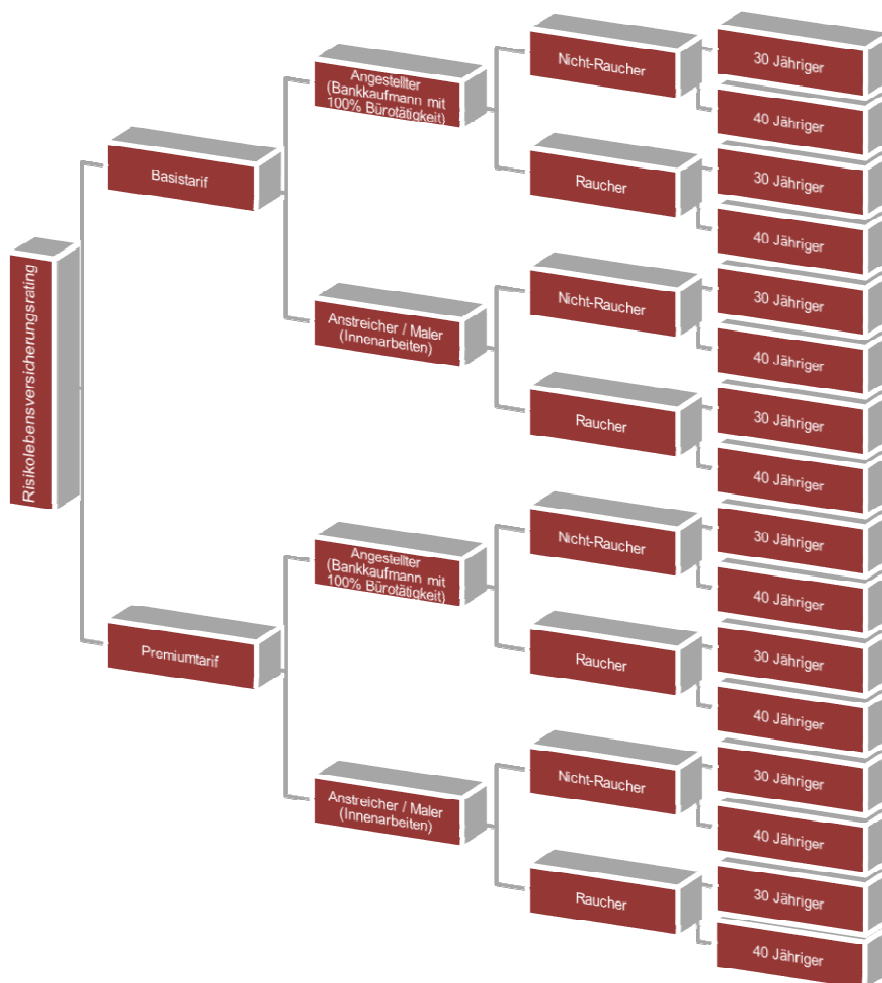 Risikolebensversicherungsrating
Basistarif
Angestellter
(Bankkaufmann mit
100% Bürotätigkeit)
Nicht-Raucher
30 Jähriger
40 Jähriger
Raucher
30 Jähriger
40 Jähriger
Anstreicher / Maler
(Innenarbeiten)
Nicht-Raucher
30 Jähriger
40 Jähriger
Raucher
30 Jähriger
40 Jähriger
Premiumtarif
Angestellter
(Bankkaufmann mit
100% Bürotätigkeit)
Nicht-Raucher
30 Jähriger
40 Jähriger
Raucher
30 Jähriger
40 Jähriger
Anstreicher / Maler
(Innenarbeiten)
Nicht-Raucher
30 Jähriger
40 Jähriger
Raucher
30 Jähriger
40 Jähriger